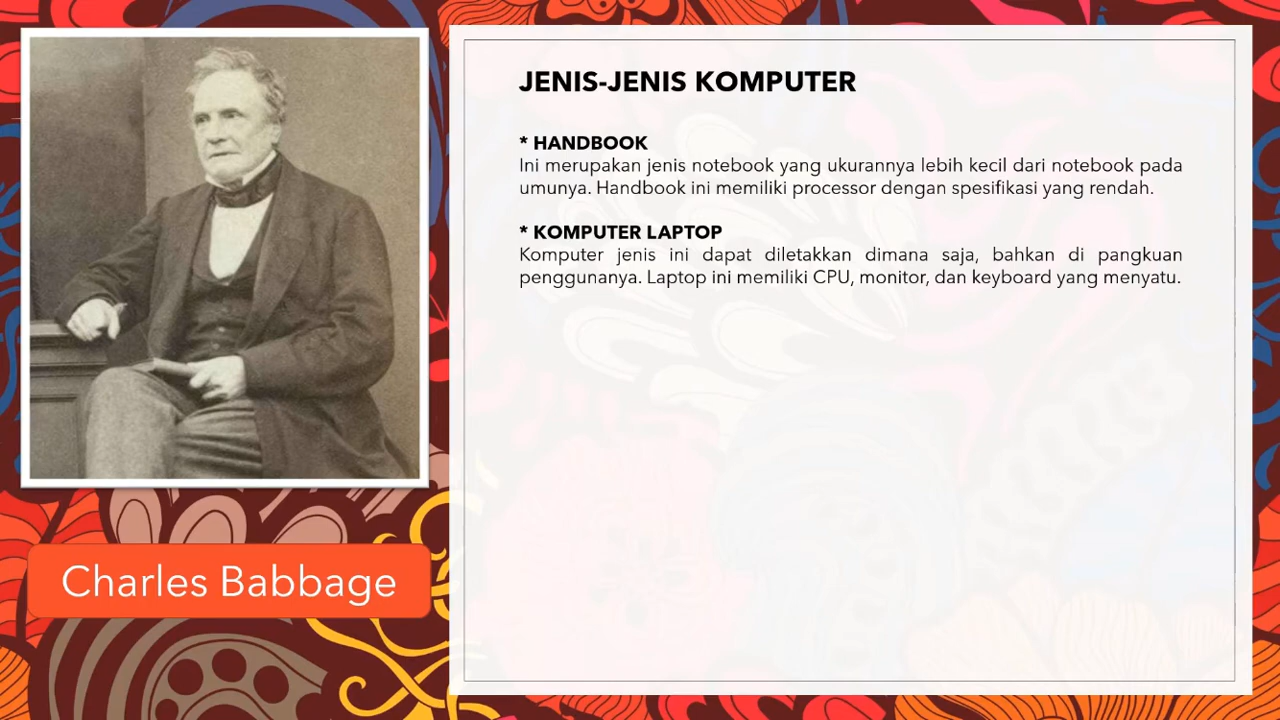 JENIS-JENIS KOMPUTER
* HANDBOOK
Ini merupakan jenis notebook yang ukurannya lebih kecil dari notebook pada
umunya. Handbook ini memiliki processor dengan spesifikasi yang rendah.
* KOMPUTER LAPTOP
Komputer jenis ini dapat diletakkan dimana saja, bahkan di pangkuan
penggunanya. Laptop ini memiliki CPU, monitor, dan keyboard yang menyatu.
Charles Babbage